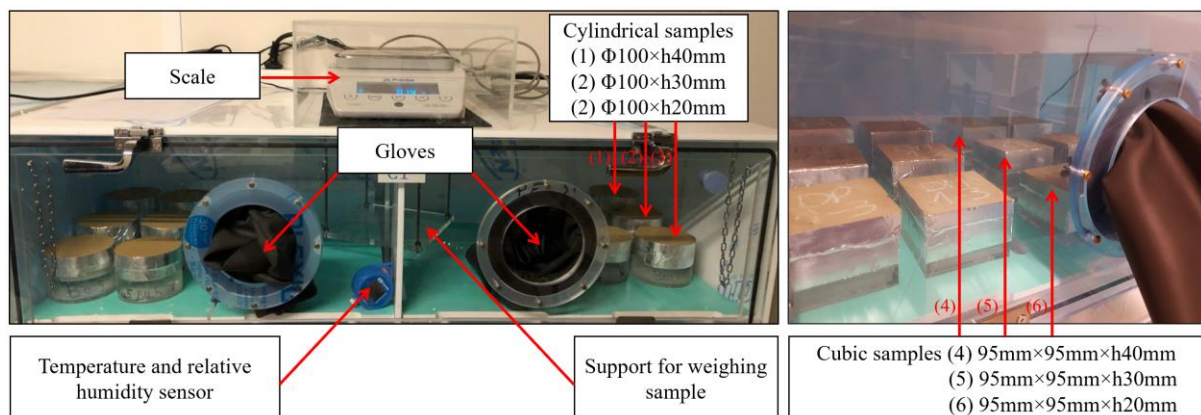 Scale
Cylindrical samples
(1) Φ100×h40mm
(2) Φ100×h30mm
(2) Φ100×h20mm
Gloves
(1)
(2)
Temperature and relative
humidity sensor
Support for weighing
sample
(4)
(5)
(6)
Cubic samples (4) 95mm×95mm×h40mm
(5) 95mm×95mm×h30mm
(6) 95mm×95mm×h20mm